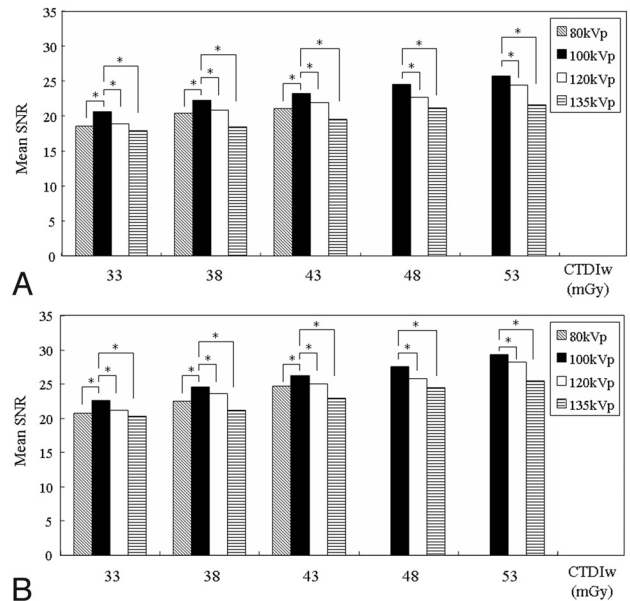 35
30
25
20
15
10
5
0
Mean SNR
* * *
* * *
* * *
* *
* *
80kVp
100kVp
120kVp
135kVp
33 38 43 48 53 CTDIw
(mGy)
A
35
30
25
20
15
10
5
0
Mean SNR
* * *
* * *
* * *
* *
* *
80kVp
100kVp
120kVp
135kVp
33 38 43 48 53 CTDIw
(mGy)
B